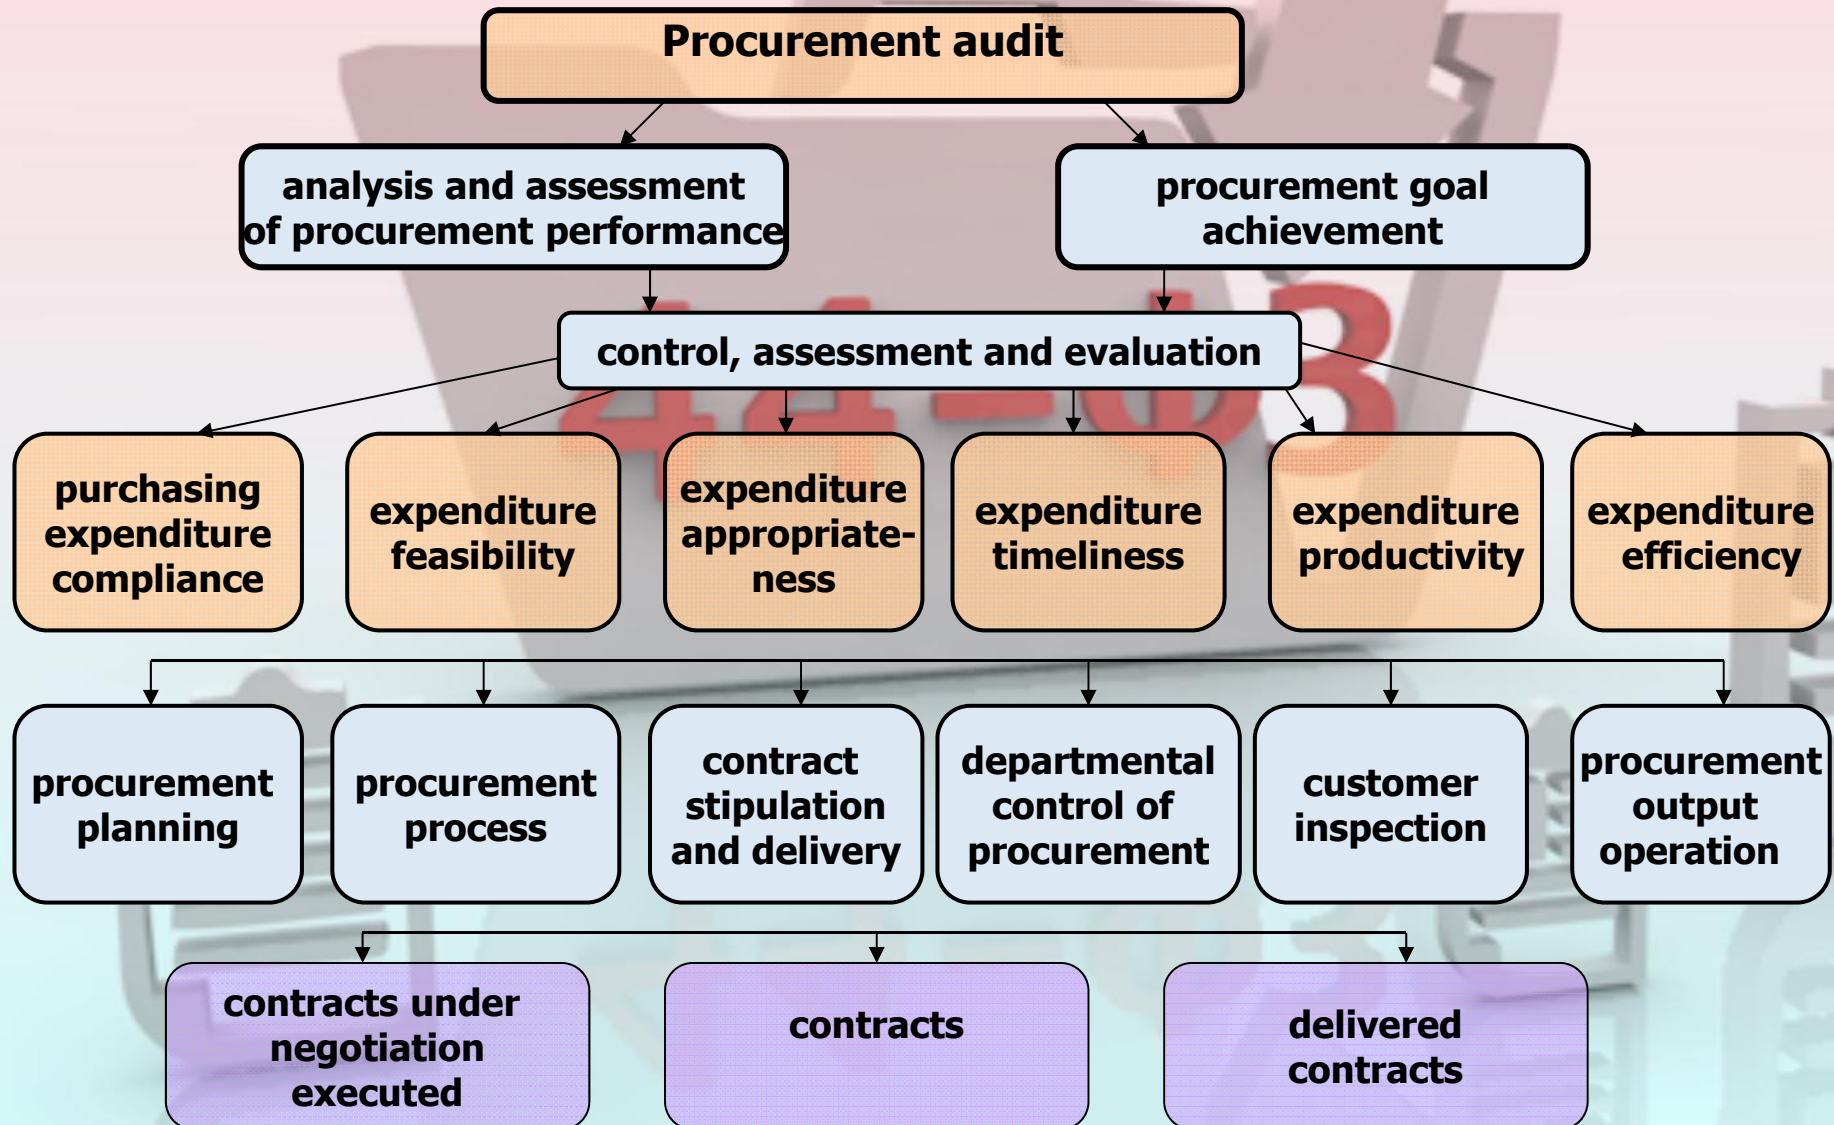 Procurement audit
analysis and assessment
of procurement performance
procurement goal
achievement
44-ФЗ
control, assessment and evaluation
purchasing
expenditure
compliance
expenditure
feasibility
expenditure
appropriate-
ness
expenditure
timeliness
expenditure
productivity
expenditure
efficiency
procurement
planning
procurement
process
contract
stipulation
and delivery
departmental
control of
procurement
customer
inspection
procurement
output
operation
contracts under
negotiation
executed
contracts
delivered
contracts